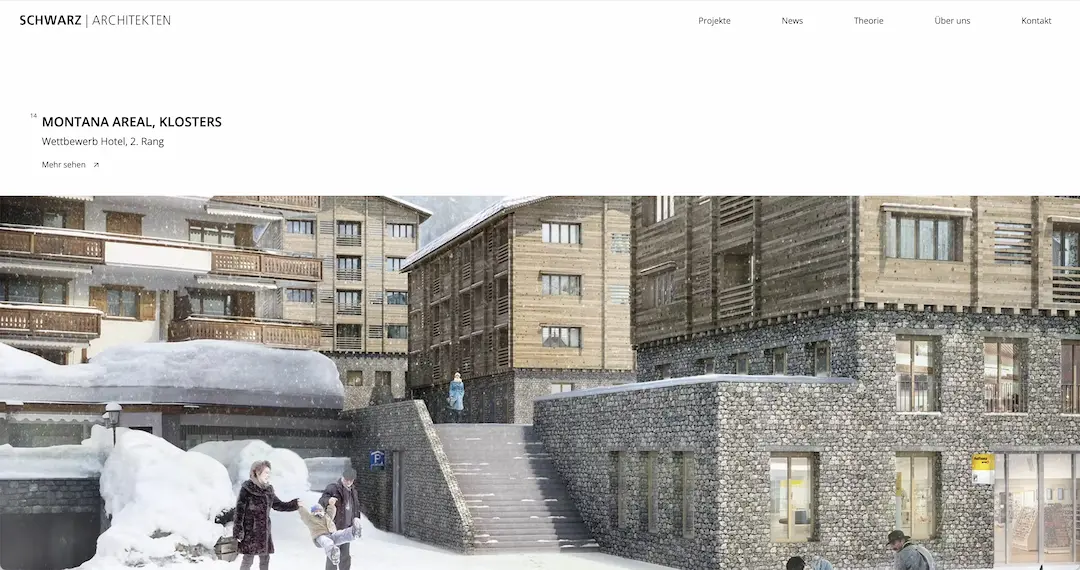 SCHWARZ | ARCHITEKTEN
Projekte
News
Theorie
Über uns
Kontakt
14
MONTANA AREAL, KLOSTERS
Wettbewerb Hotel, 2. Rang
Mehr sehen ↗
P